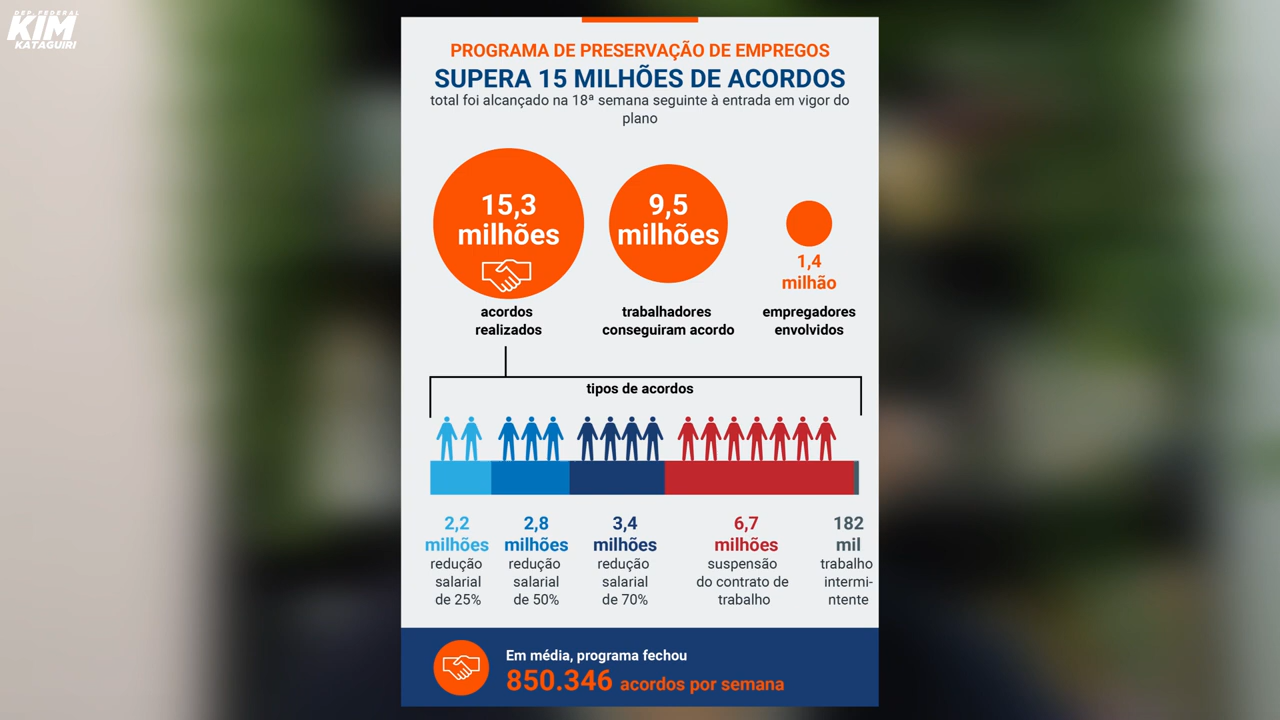 DEP. FEDERAL
KIM
KATAGUIRI
PROGRAMA DE PRESERVAÇÃO DE EMPREGOS
SUPERA 15 MILHÕES DE ACORDOS
total foi alcançado na 18ª semana seguinte à entrada em vigor do
plano
15,3
milhões
acordos
realizados
9,5
milhões
trabalhadores
conseguiram acordo
1,4
milhão
empregadores
envolvidos
tipos de acordos
2,2
milhões
redução
salarial
de 25%
2,8
milhões
redução
salarial
de 50%
3,4
milhões
redução
salarial
de 70%
6,7
milhões
suspensão
do contrato de
trabalho
182
mil
trabalho
intermi-
ntente
Em média, programa fechou
850.346 acordos por semana